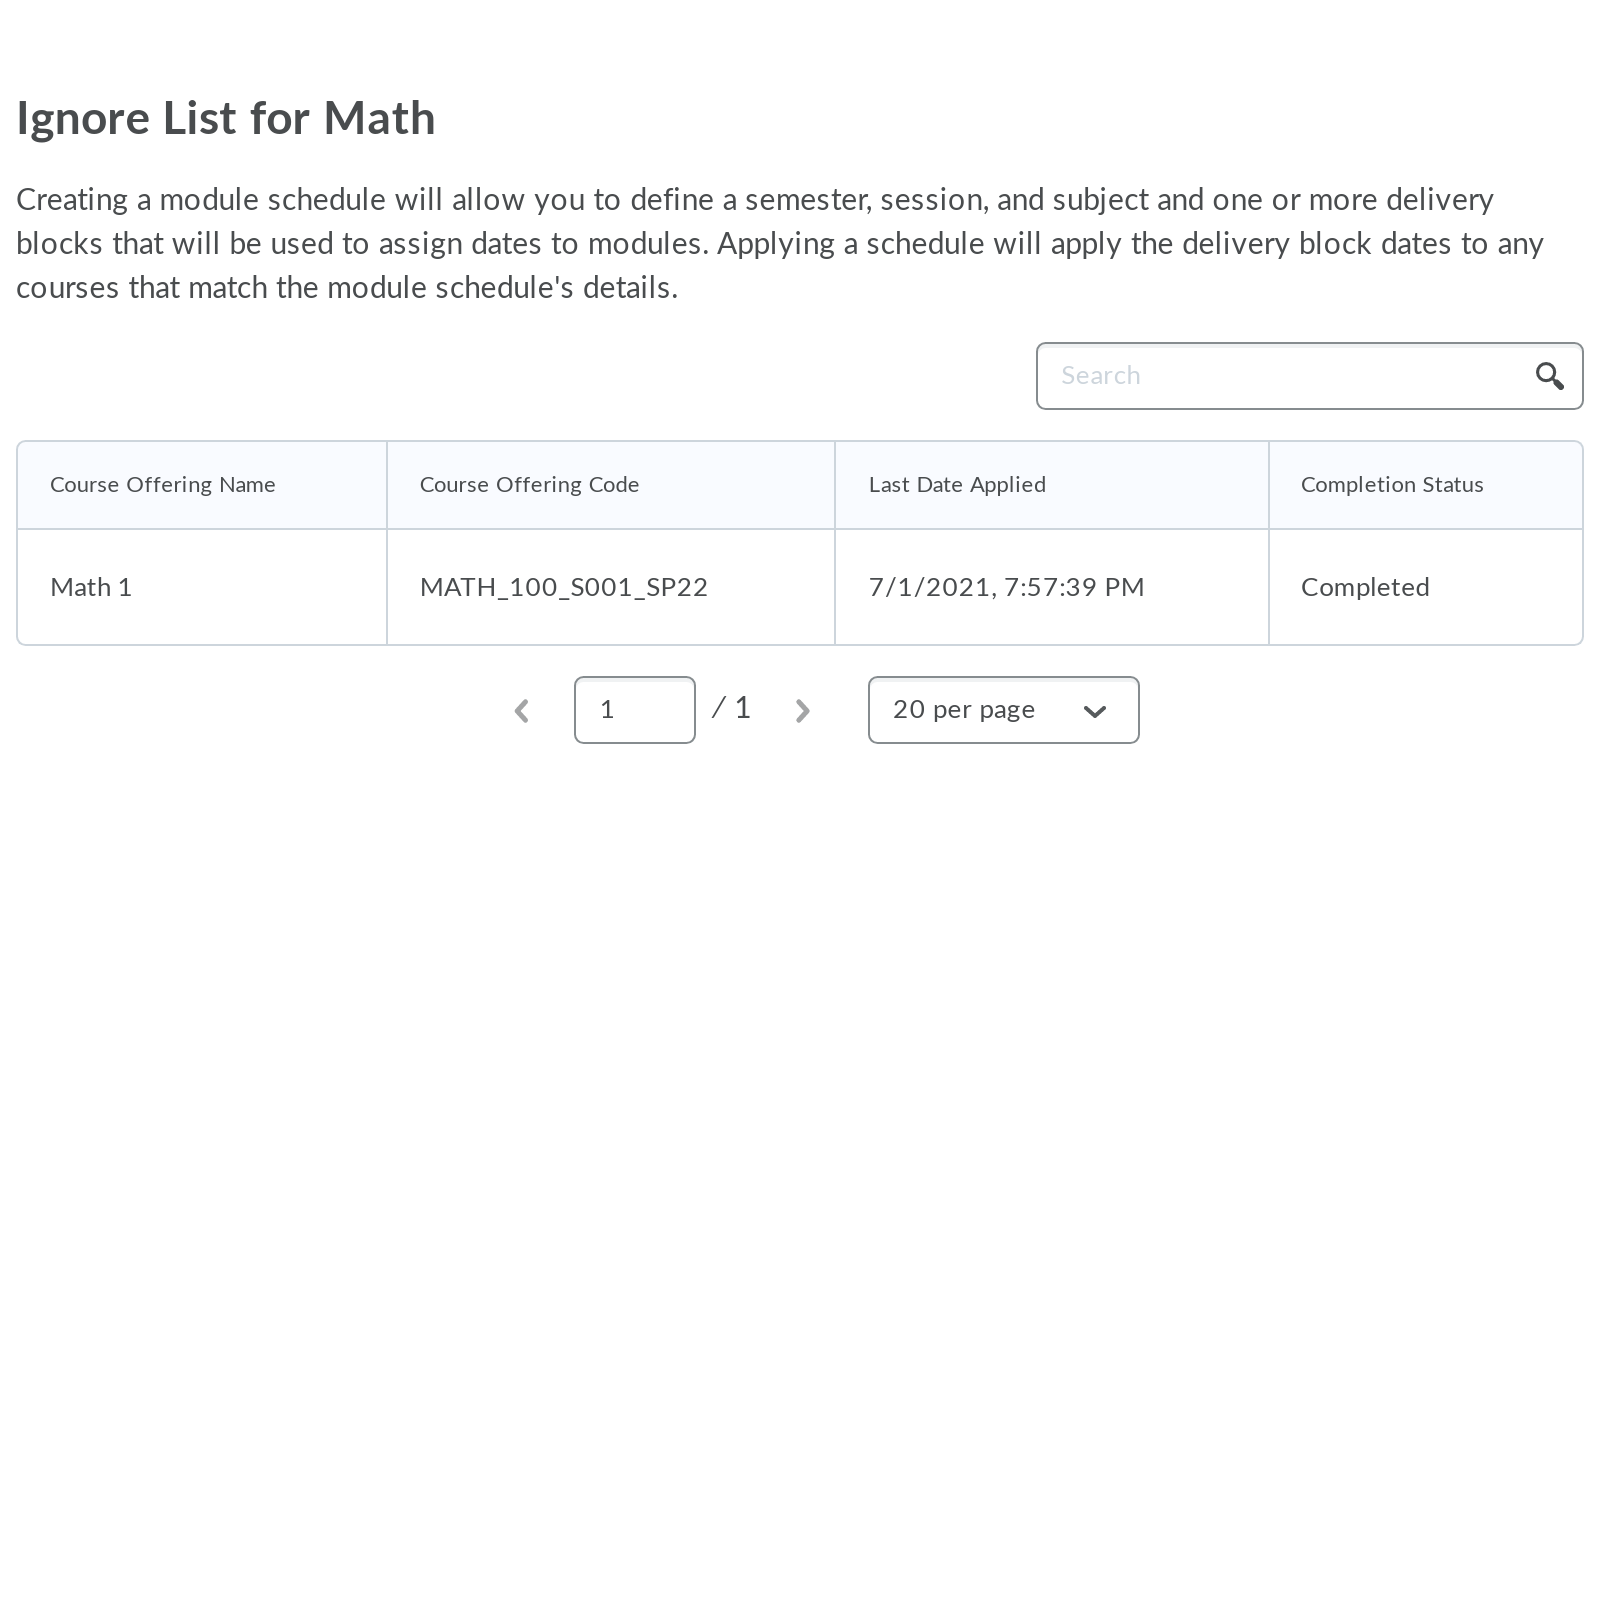 Ignore List for Math
Creating a module schedule will allow you to define a semester, session, and subject and one or more delivery
blocks that will be used to assign dates to modules. Applying a schedule will apply the delivery block dates to any
courses that match the module schedule's details.
Search
Course Offering Name Course Offering Code Last Date Applied Completion Status
Math 1 MATH_100_S001_SP22 7/1/2021, 7:57:39 PM Completed
1 / 1 20 per page